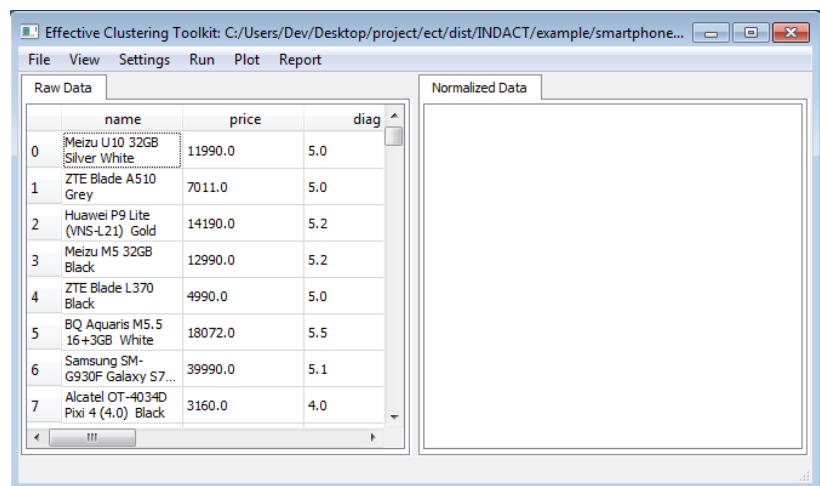 Effective Clustering Toolkit: C:/Users/Dev/Desktop/project/ect/dist/INDACT/example/smartphone...
File View Settings Run Plot Report
Raw Data
Normalized Data
name price diag
0 Meizu U10 32GB Silver White 11990.0 5.0
1 ZTE Blade A510 Grey 7011.0 5.0
2 Huawei P9 Lite (VNS-L21) Gold 14190.0 5.2
3 Meizu M5 32GB Black 12990.0 5.2
4 ZTE Blade L370 Black 4990.0 5.0
5 BQ Aquaris M5.5 16+3GB White 18072.0 5.5
6 Samsung SM-G930F Galaxy S7... 39990.0 5.1
7 Alcatel OT-4034D Pixi 4 (4.0) Black 3160.0 4.0